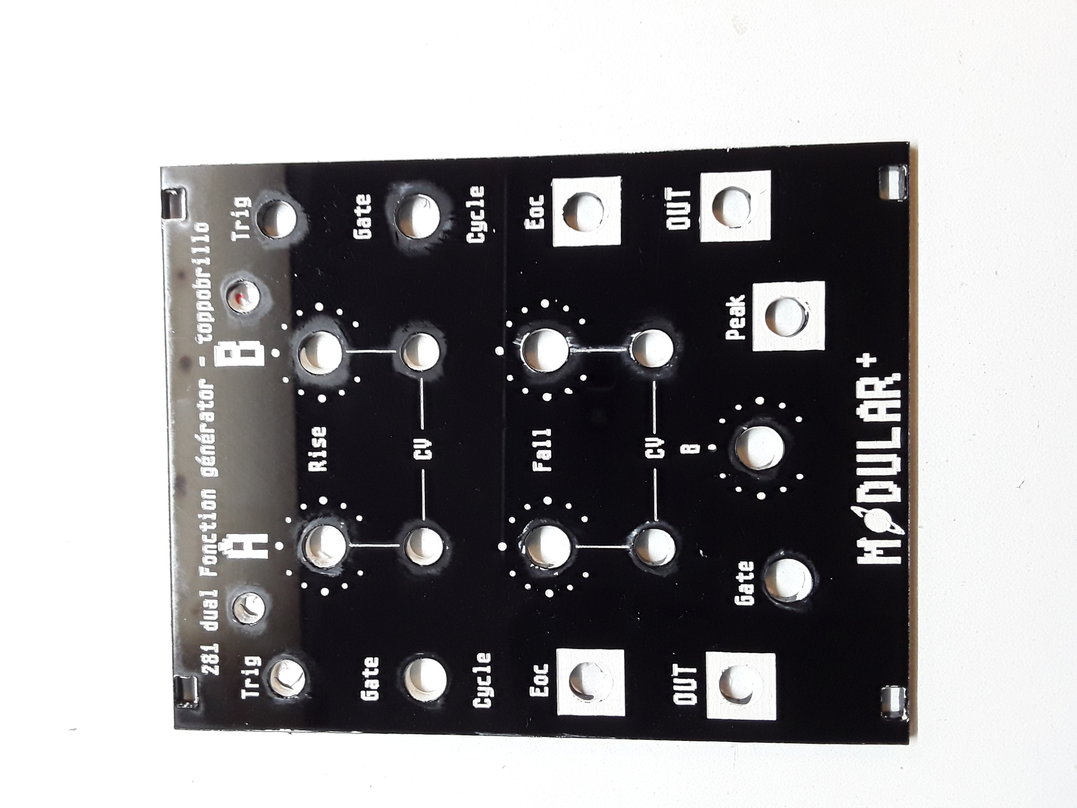 281 dual Fonction générator - toppobrillo
A B
Trig Trig
Rise
Gate Gate
CV
Cycle Cycle
Eoc Fall Eoc
CV
OUT B OUT
Gate Peak
MODULAR+